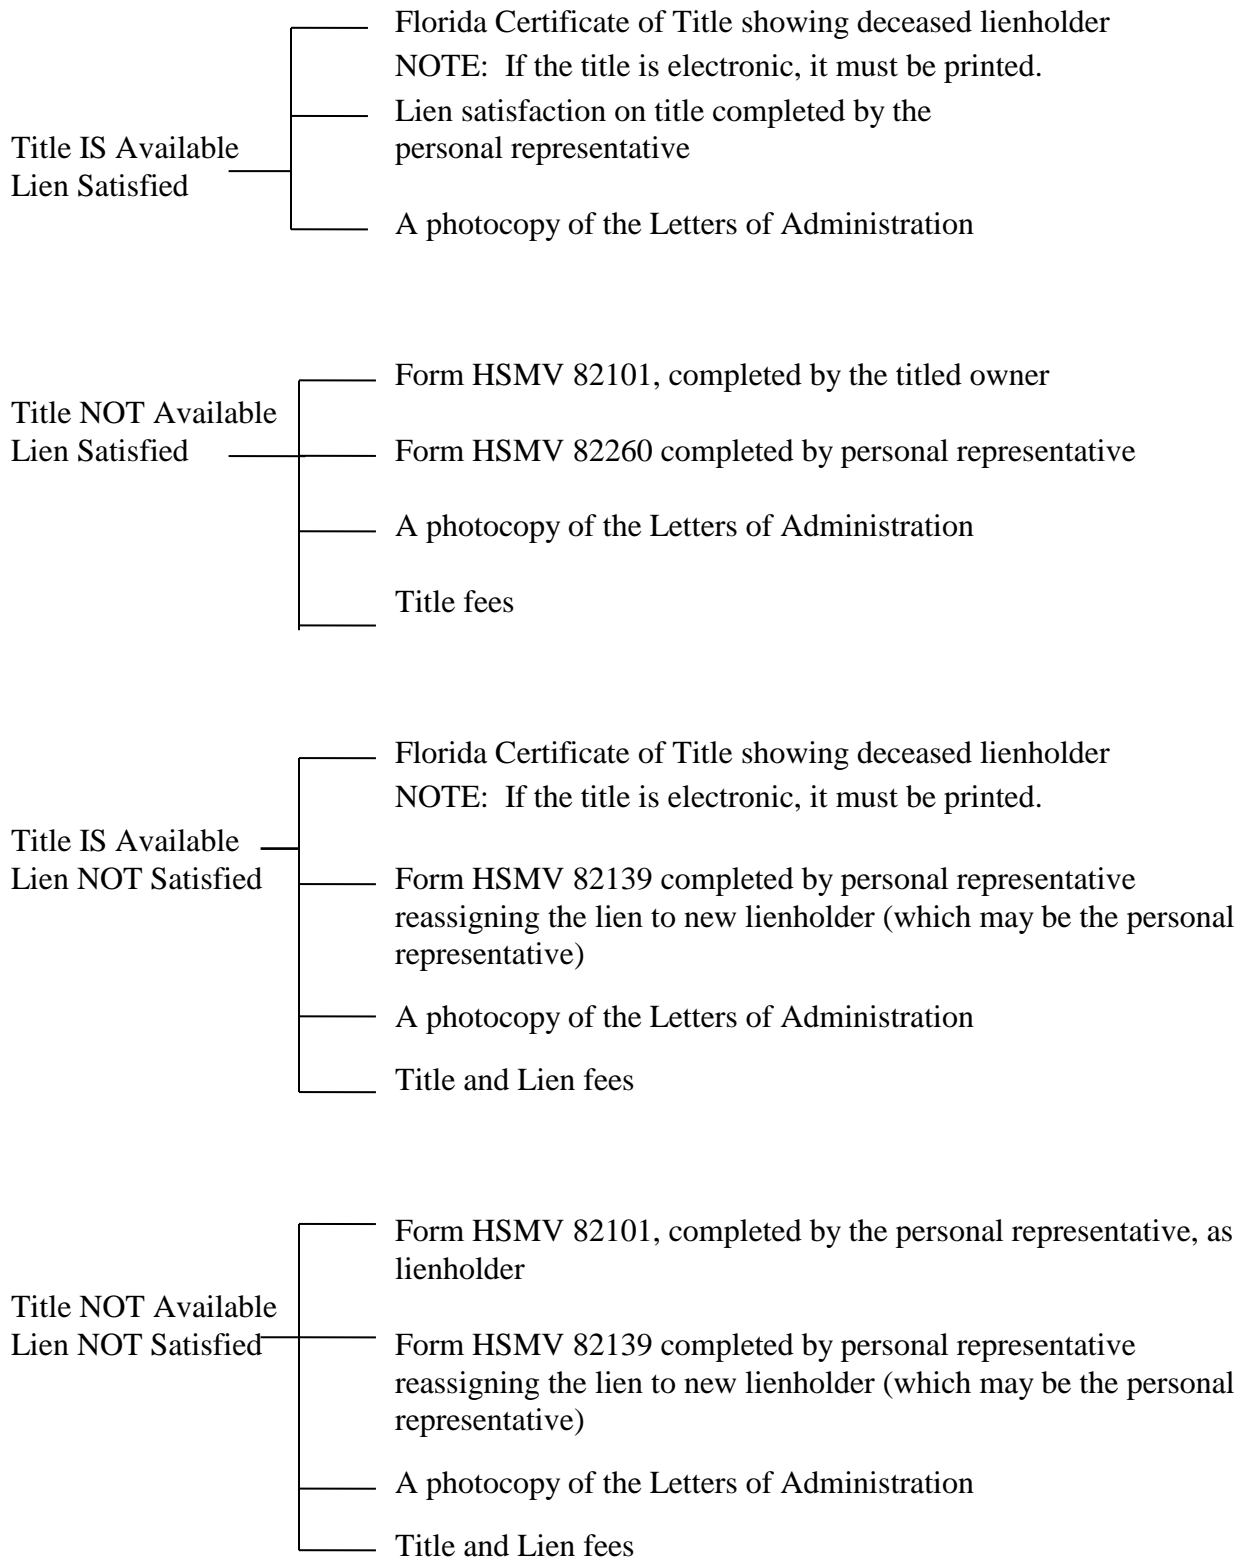 Florida Certificate of Title showing deceased lienholder
NOTE:  If the title is electronic, it must be printed.
Lien satisfaction on title completed by the
personal representative
Title IS Available
Lien Satisfied
A photocopy of the Letters of Administration
Form HSMV 82101, completed by the titled owner
Title NOT Available
Lien Satisfied
Form HSMV 82260 completed by personal representative
A photocopy of the Letters of Administration
Title fees
Florida Certificate of Title showing deceased lienholder
NOTE:  If the title is electronic, it must be printed.
Title IS Available
Lien NOT Satisfied
Form HSMV 82139 completed by personal representative
reassigning the lien to new lienholder (which may be the personal
representative)
A photocopy of the Letters of Administration
Title and Lien fees
Form HSMV 82101, completed by the personal representative, as
lienholder
Title NOT Available
Lien NOT Satisfied
Form HSMV 82139 completed by personal representative
reassigning the lien to new lienholder (which may be the personal
representative)
A photocopy of the Letters of Administration
Title and Lien fees